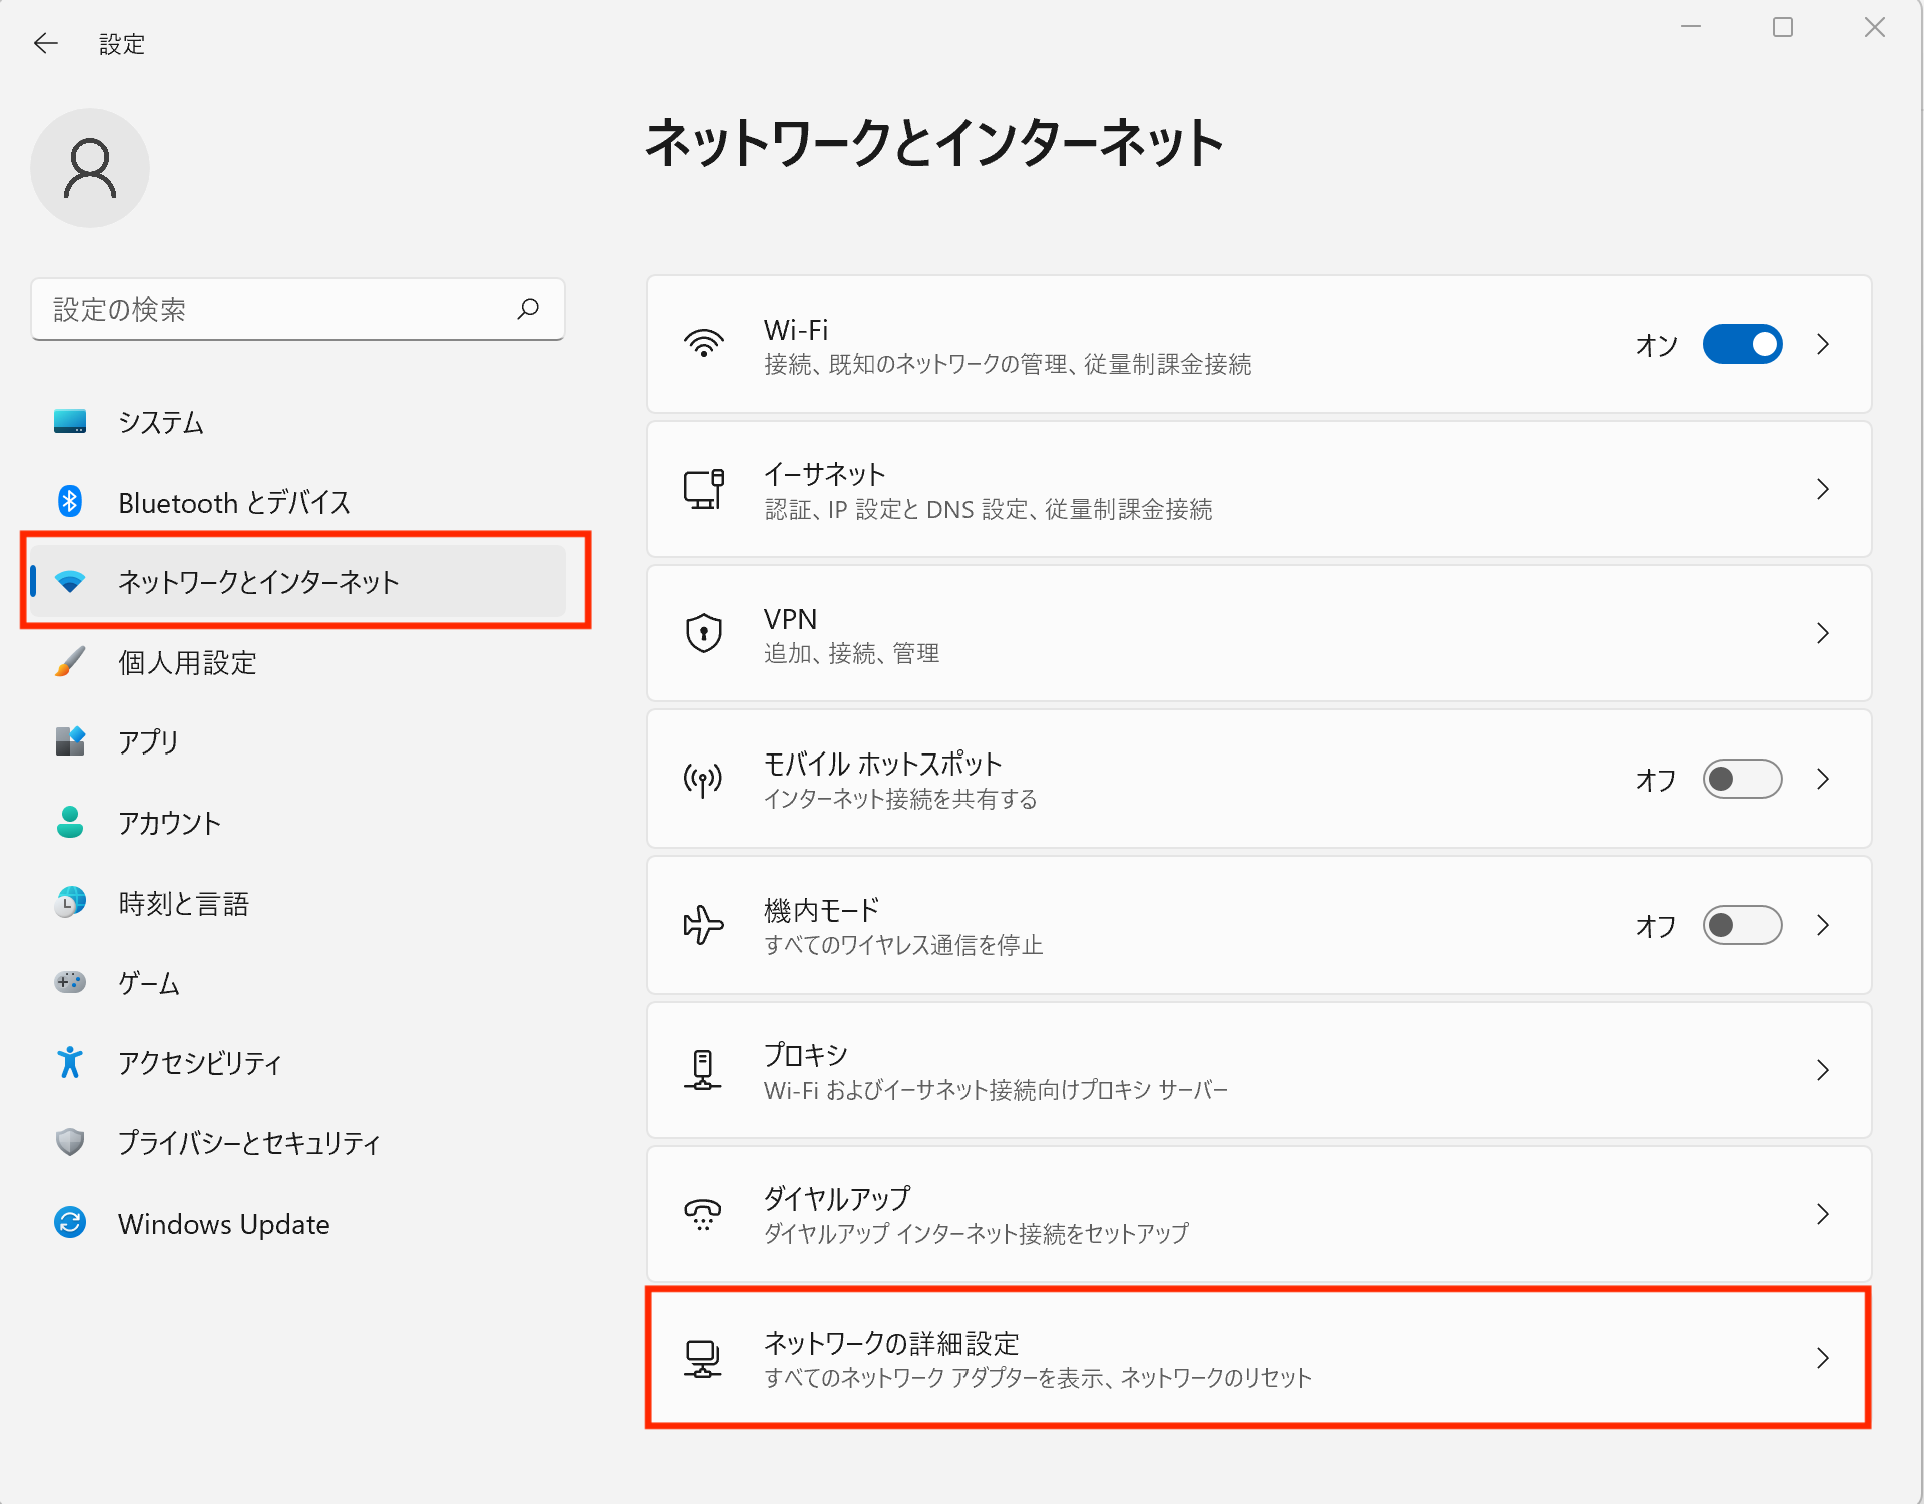 設定
設定の検索
システム
Bluetooth とデバイス
ネットワークとインターネット
個人用設定
アプリ
アカウント
時刻と言語
ゲーム
アクセシビリティ
プライバシーとセキュリティ
Windows Update
ネットワークとインターネット
Wi-Fi
接続、既知のネットワークの管理、従量制課金接続
オン
イーサネット
認証、IP 設定と DNS 設定、従量制課金接続
VPN
追加、接続、管理
モバイル ホットスポット
インターネット接続を共有する
オフ
機内モード
すべてのワイヤレス通信を停止
オフ
プロキシ
Wi-Fi およびイーサネット接続向けプロキシ サーバー
ダイヤルアップ
ダイヤルアップ インターネット接続をセットアップ
ネットワークの詳細設定
すべてのネットワーク アダプターを表示、ネットワークのリセット